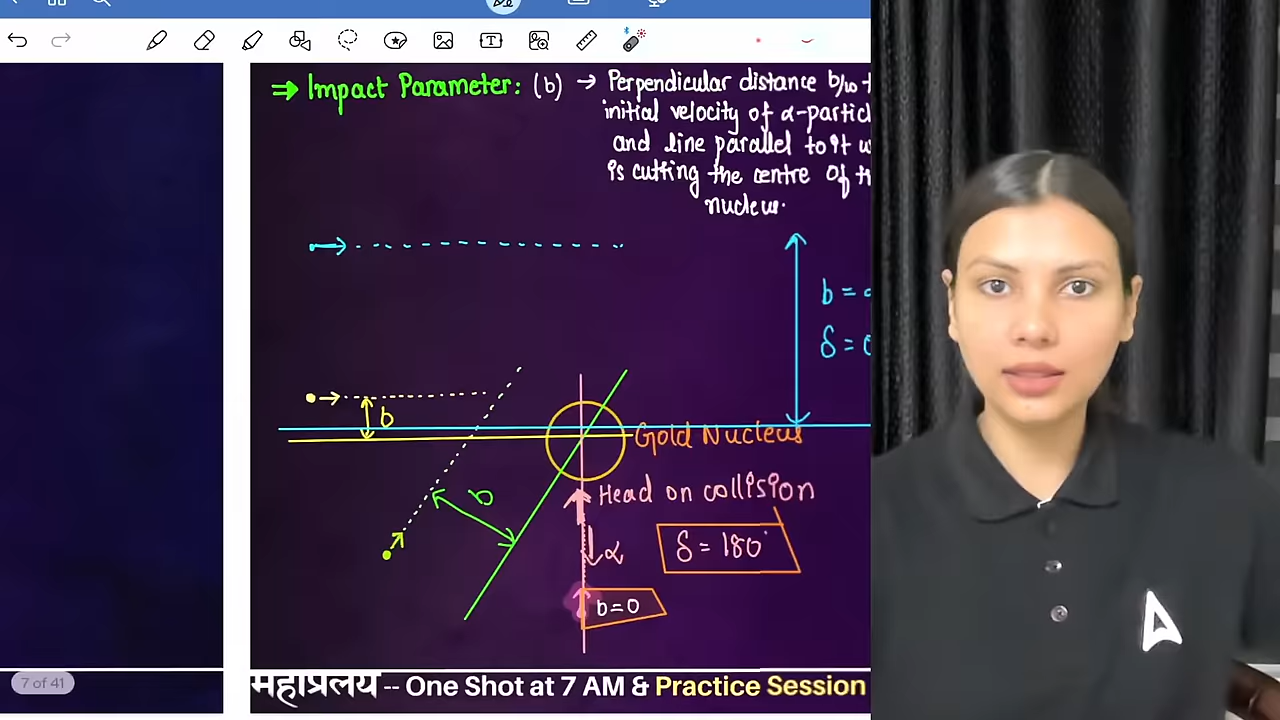 ⇒ Impact Parameter: (b) → Perpendicular distance b/w
initial velocity of α-partic
and line parallel to it
is cutting the centre of
nucleus.
b =
δ = 0
b
Gold Nucleus
b
Head on collision
α
δ = 180°
b=0
7 of 41
महाप्रलय -- One Shot at 7 AM & Practice Session